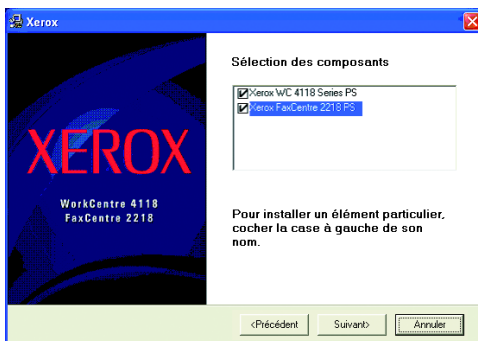 Xerox
Sélection des composants
Xerox WC 4118 Series PS
Xerox FaxCentre 2218 PS
XEROX
WorkCentre 4118
FaxCentre 2218
Pour installer un élément particulier,
cocher la case à gauche de son
nom.
<Précédent
Suivant>
Annuler